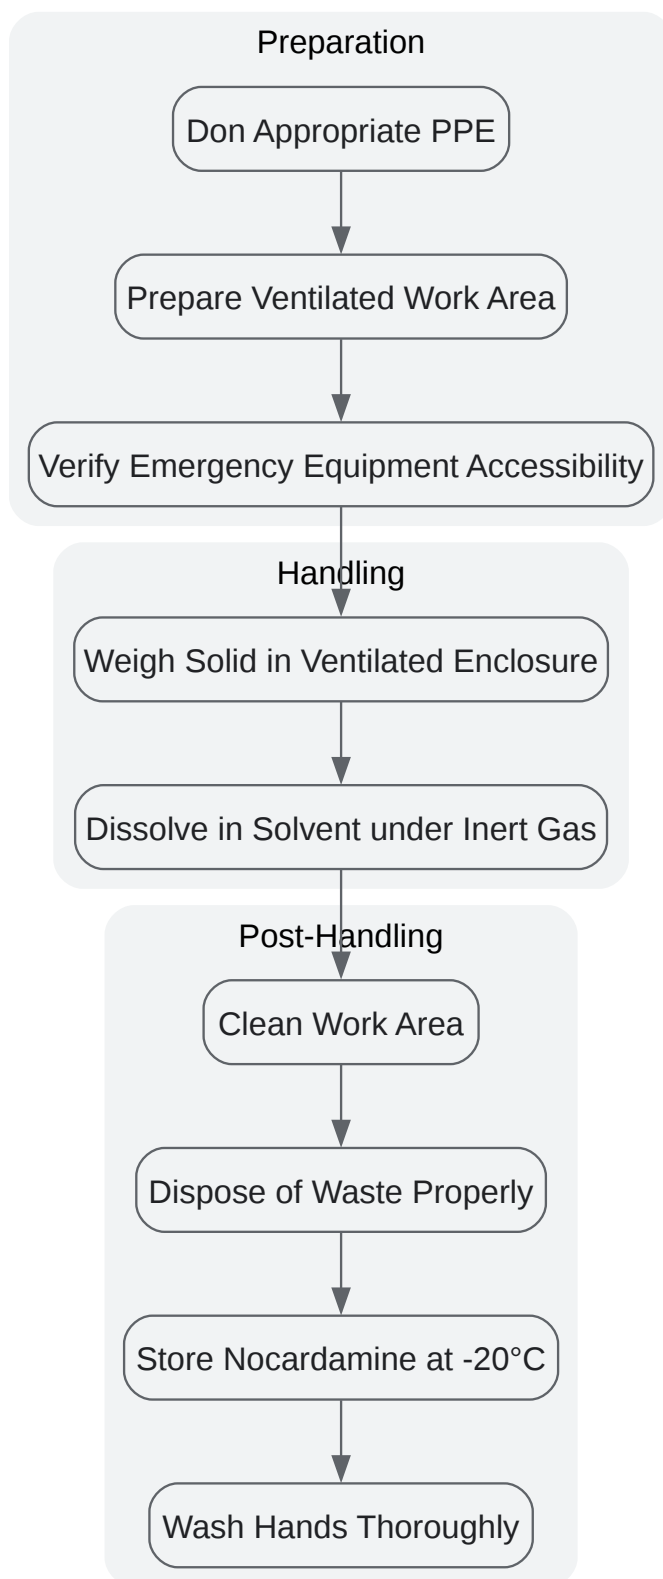 Preparation
Don Appropriate PPE
Prepare Ventilated Work Area
Verify Emergency Equipment Accessibility
Handling
Weigh Solid in Ventilated Enclosure
Dissolve in Solvent under Inert Gas
Post-Handling
Clean Work Area
Dispose of Waste Properly
Store Nocardamine at -20°C
Wash Hands Thoroughly